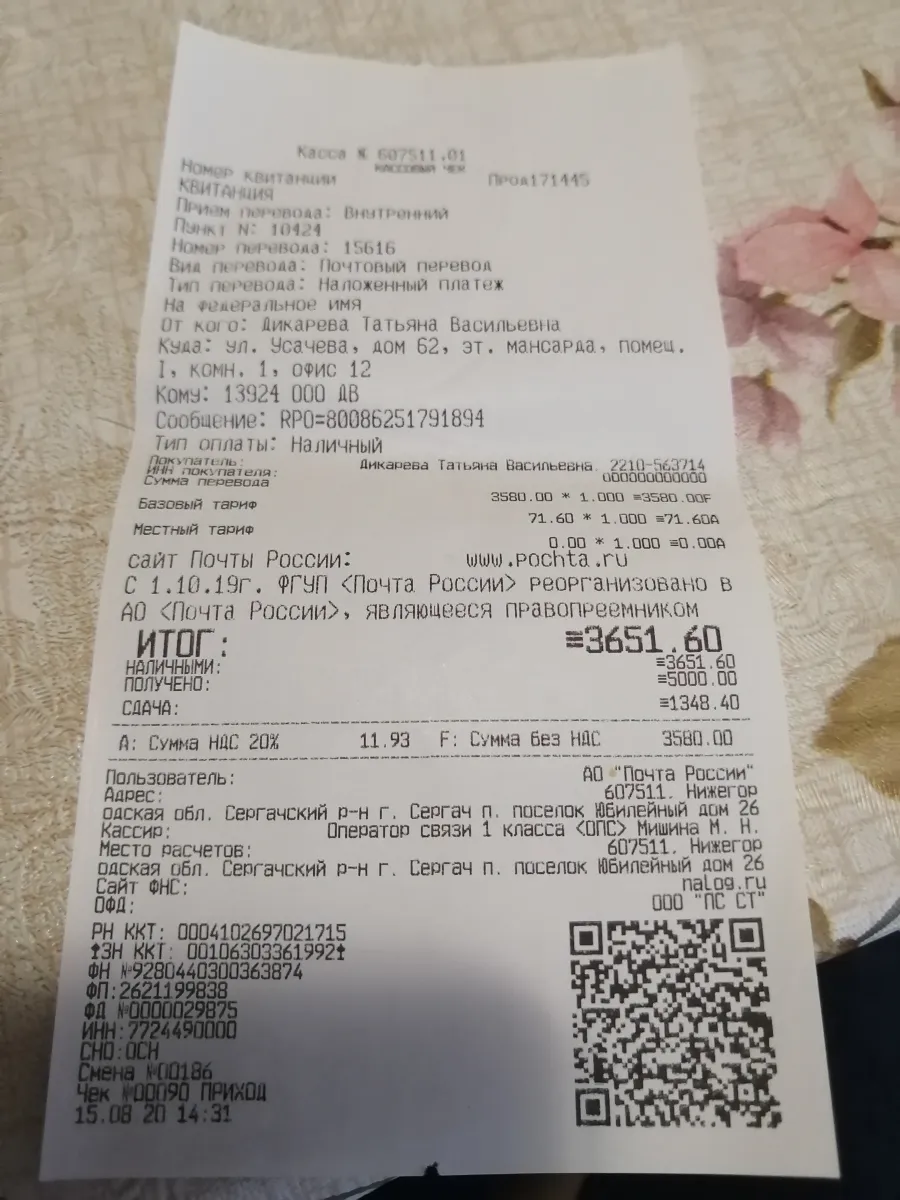 Касса № 607511.01
КАССОВЫЙ ЧЕК
Номер квитанции Прод171445
КВИТАНЦИЯ
Прием перевода: Внутренний
Пункт N: 10424
Номер перевода: 15616
Вид перевода: Почтовый перевод
Тип перевода: Наложенный платеж
На федеральное имя
От кого: Дикарева Татьяна Васильевна
Куда: ул. Усачева, дом 62, эт. мансарда, помещ.
I, комн. 1, офис 12
Кому: 13924 000 ДВ
Сообщение: RPO=80086251791894
Тип оплаты: Наличный
Покупатель: Дикарева Татьяна Васильевна. 2210-563714
ИНН покупателя: 000000000000
Сумма перевода
3580.00 * 1.000 ≡3580.00F
Базовый тариф
71.60 * 1.000 ≡71.60A
Местный тариф
0.00 * 1.000 ≡0.00A
сайт Почты России: www.pochta.ru
С 1.10.19г. ФГУП <Почта России> реорганизовано в
АО <Почта России>, являющееся правопреемником
ИТОГ: ≡3651.60
НАЛИЧНЫМИ: ≡3651.60
ПОЛУЧЕНО: ≡5000.00
СДАЧА: ≡1348.40
A: Сумма НДС 20% 11.93 F: Сумма без НДС 3580.00
Пользователь: АО "Почта России"
Адрес: 607511. Нижегор
одская обл. Сергачский р-н г. Сергач п. поселок Юбилейный дом 26
Кассир: Оператор связи 1 класса <ОПС> Мишина М. Н.
Место расчетов: 607511. Нижегор
одская обл. Сергачский р-н г. Сергач п. поселок Юбилейный дом 26
Сайт ФНС: nalog.ru
ОФД: ООО "ПС СТ"
РН ККТ: 0004102697021715
ЗН ККТ: 00106303361992
ФН №9280440300363874
ФП:2621199838
ФД №0000029875
ИНН:7724490000
СНО:ОСН
Смена №00186
Чек №00090 ПРИХОД
15.08 20 14:31